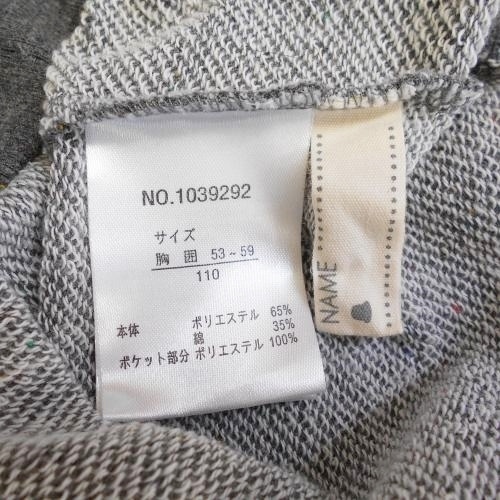 NO.1039292
サイズ
胸 囲 53~59
110
本体 ポリエステル 65%
綿 35%
ポケット部分 ポリエステル 100%
NAME